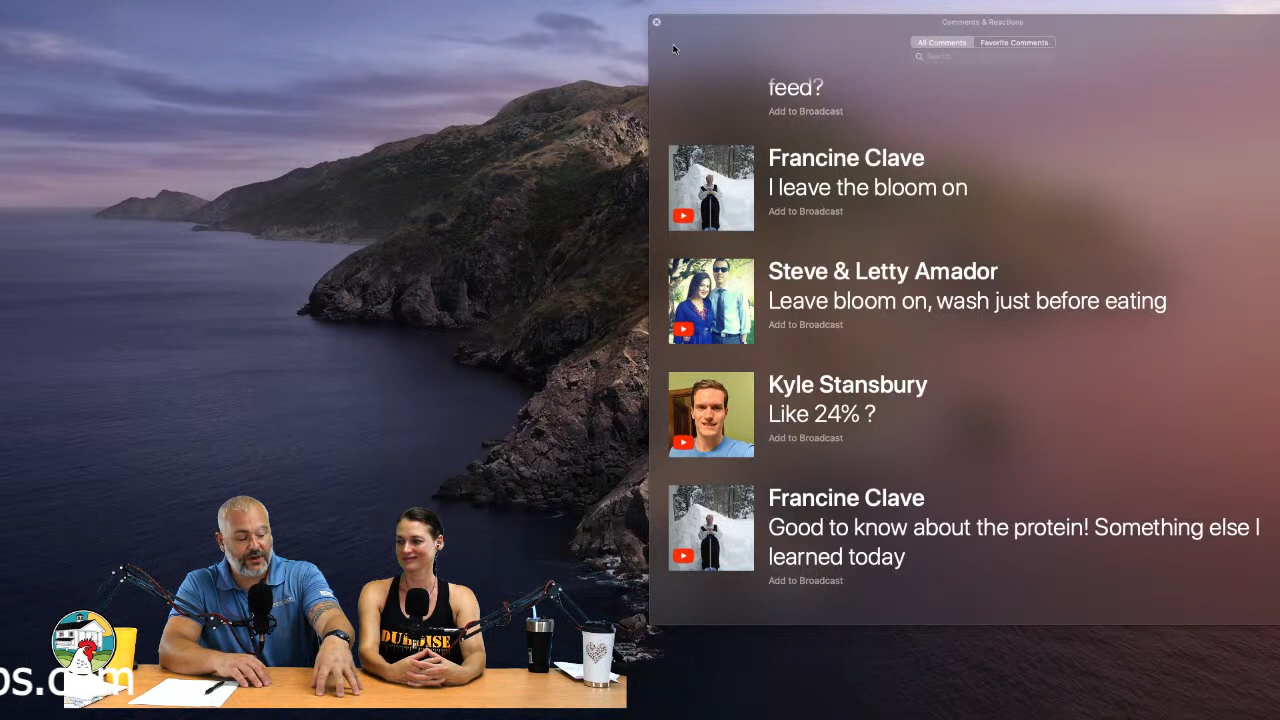 Comments & Reactions
All Comments
Favorite Comments
Search
feed?
Add to Broadcast
Francine Clave
I leave the bloom on
Add to Broadcast
Steve & Letty Amador
Leave bloom on, wash just before eating
Add to Broadcast
Kyle Stansbury
Like 24% ?
Add to Broadcast
Francine Clave
Good to know about the protein! Something else I
learned today
Add to Broadcast